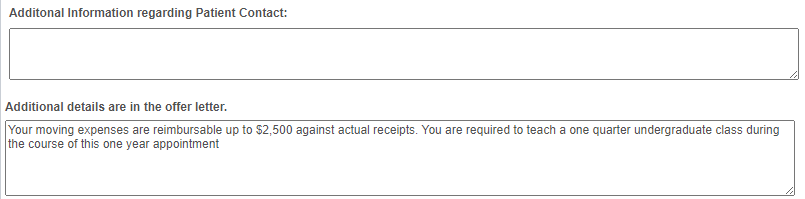 Additonal Information regarding Patient Contact:
Additional details are in the offer letter.
Your moving expenses are reimbursable up to $2,500 against actual receipts. You are required to teach a one quarter undergraduate class during
the course of this one year appointment